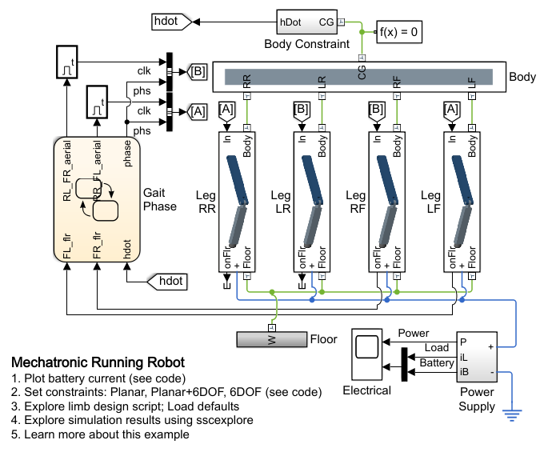 hdot
hDot
CG
f(x) = 0
Body Constraint
t
clk
[B]
phs
CG
Body
RR
LR
RF
LF
t
clk
[A]
phs
[A]
[B]
[B]
[A]
RL_FR_aerial
RR_FL_aerial
phase
In
Body
In
Body
In
Body
In
Body
Gait
Phase
Leg
RR
Leg
LR
Leg
RF
Leg
LF
FL_flr
FR_flr
hdot
onFlr
+
Floor
onFlr
+
Floor
onFlr
+
Floor
onFlr
+
Floor
E
E
hdot
W
Floor
Power
Load
Battery
P
iL
iB
+
-
Electrical
Power
Supply
Mechatronic Running Robot
1. Plot battery current (see code)
2. Set constraints: Planar, Planar+6DOF, 6DOF (see code)
3. Explore limb design script; Load defaults
4. Explore simulation results using sscexplore
5. Learn more about this example